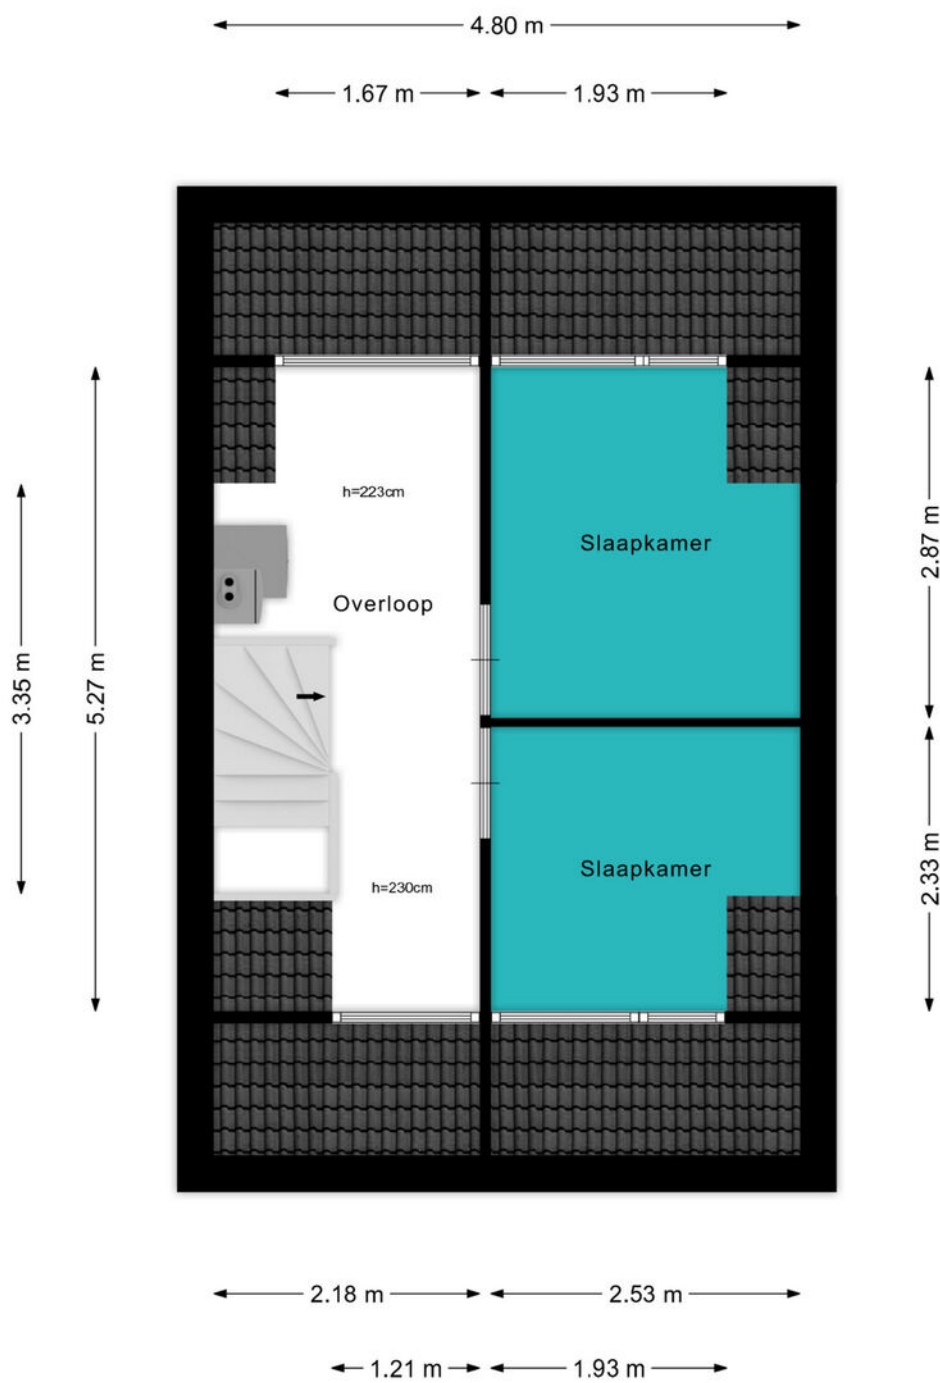 4.80 m
1.67 m
1.93 m
h=223cm
Slaapkamer
2.87 m
Overloop
3.35 m
5.27 m
Slaapkamer
2.33 m
h=230cm
2.18 m
2.53 m
1.21 m
1.93 m